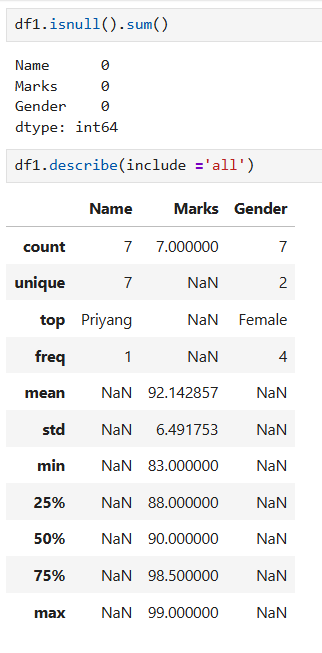 df1.isnull().sum()
Name 0
Marks 0
Gender 0
dtype: int64
df1.describe(include ='all')
Name Marks Gender
count 7 7.000000 7
unique 7 NaN 2
top Priyang NaN Female
freq 1 NaN 4
mean NaN 92.142857 NaN
std NaN 6.491753 NaN
min NaN 83.000000 NaN
25% NaN 88.000000 NaN
50% NaN 90.000000 NaN
75% NaN 98.500000 NaN
max NaN 99.000000 NaN